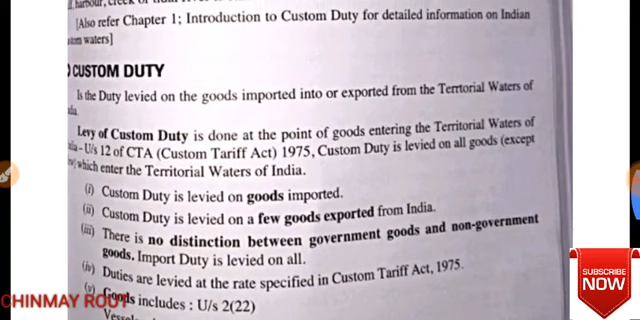 harbour, creek or
[Also refer Chapter 1; Introduction to Custom Duty for detailed information on Indian
waters]
) CUSTOM DUTY
Is the Duty levied on the goods imported into or exported from the Terrtorial Waters of
Levy of Custom Duty is done at the point of goods entering the Territorial Waters of
- U/s 12 of CTA (Custom Tariff Act) 1975, Custom Duty is levied on all goods (except
which enter the Territorial Waters of India.
(i) Custom Duty is levied on goods imported.
(ii) Custom Duty is levied on a few goods exported from India.
(iii) There is no distinction between government goods and non-government
goods. Import Duty is levied on all.
(iv) Duties are levied at the rate specified in Custom Tariff Act, 1975.
(v) Goods includes : U/s 2(22)
CHINMAY ROUT
SUBSCRIBE
NOW